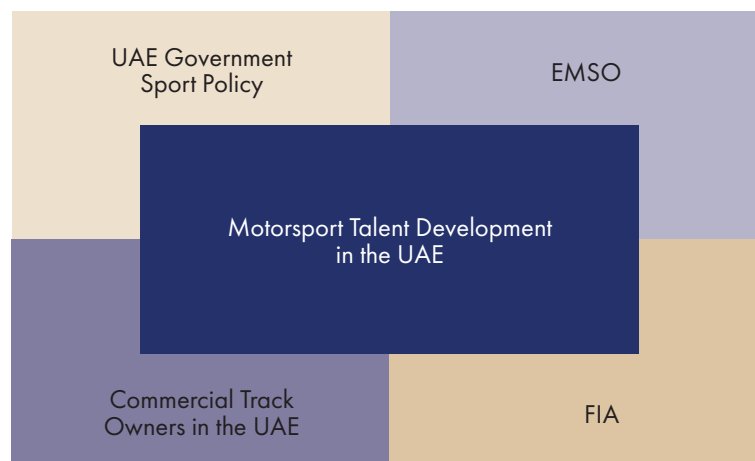 UAE Government
Sport Policy
EMSO
Motorsport Talent Development
in the UAE
Commercial Track
Owners in the UAE
FIA